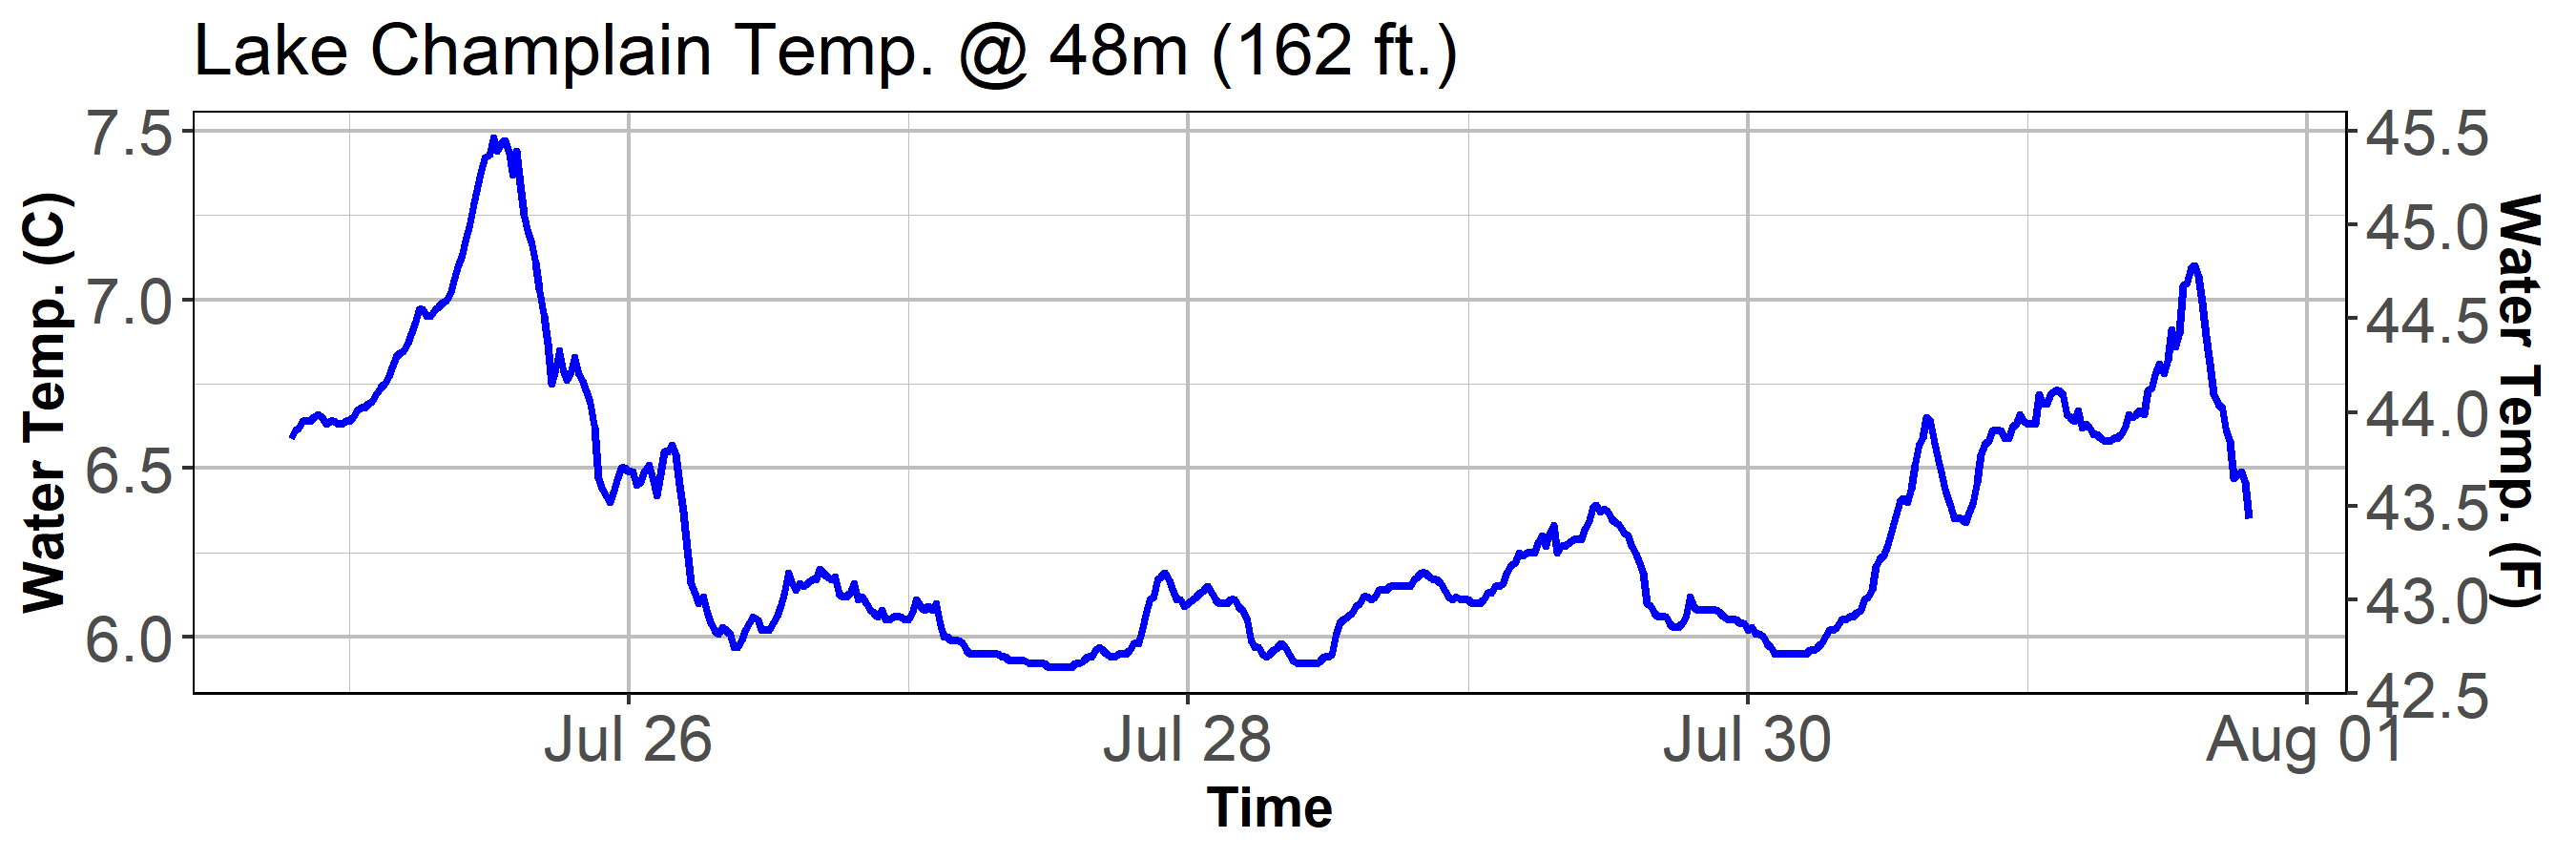 Lake Champlain Temp. @ 48m (162 ft.)
Water Temp. (C)
7.5
7.0
6.5
6.0
45.5
45.0
44.5
44.0
43.5
43.0
42.5
Water Temp. (F)
Jul 26
Jul 28
Jul 30
Aug 01
Time